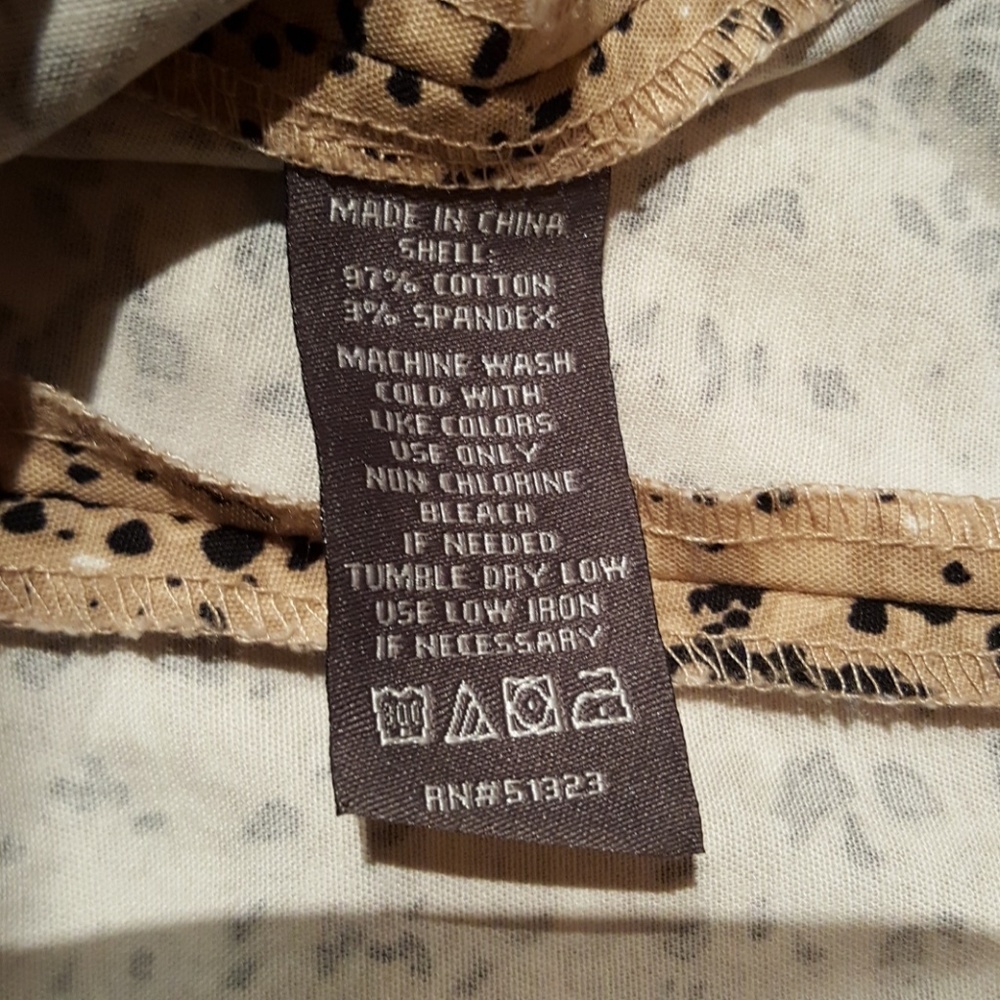 MADE IN CHINA
SHELL:
97% COTTON
3% SPANDEX
MACHINE WASH
COLD WITH
LIKE COLORS
USE ONLY
NON CHLORINE
BLEACH
IF NEEDED
TUMBLE DRY LOW
USE LOW IRON
IF NECESSARY
RN#51323